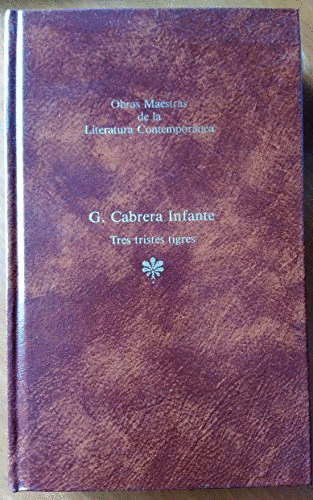 Obras Maestras
de la
Literatura Contemporánea
G. Cabrera Infante
Tres tristes tigres